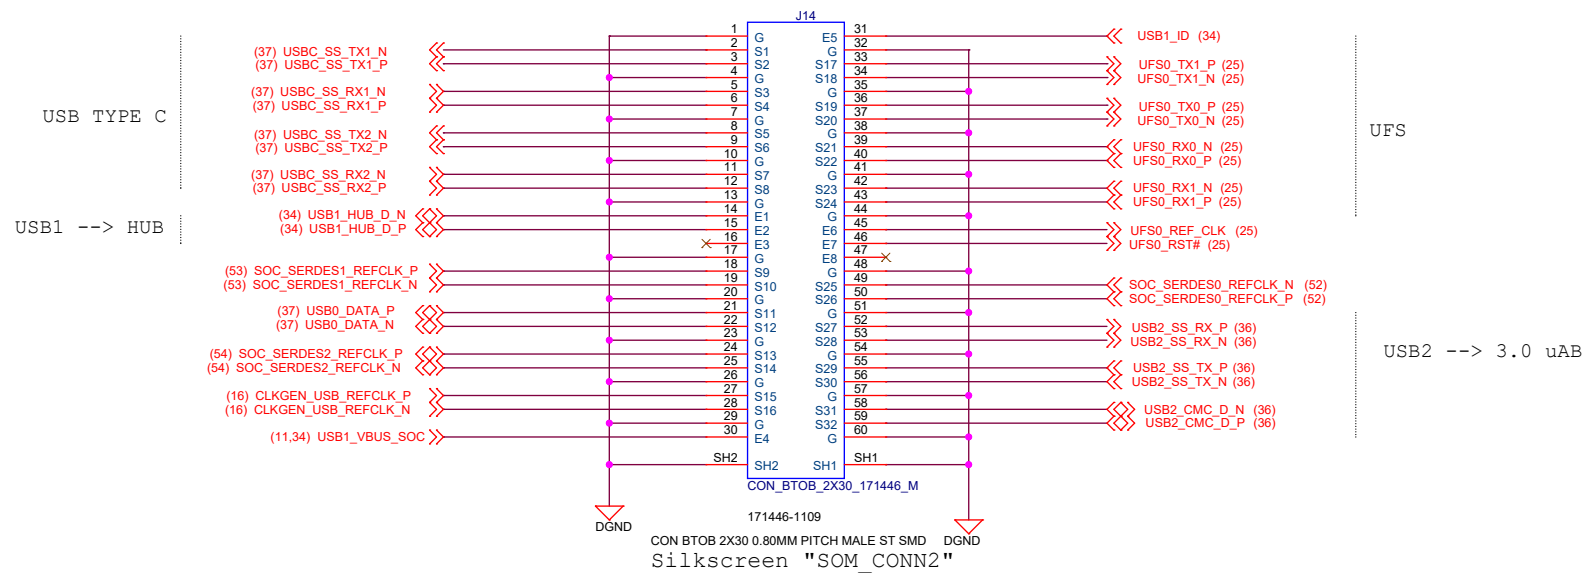 J14
1 G
2 S1 (37) USBC_SS_TX1_N
3 S2 (37) USBC_SS_TX1_P
4 G
5 S3 (37) USBC_SS_RX1_N
6 S4 (37) USBC_SS_RX1_P
7 G
USB TYPE C
8 S5 (37) USBC_SS_TX2_N
9 S6 (37) USBC_SS_TX2_P
10 G
11 S7 (37) USBC_SS_RX2_N
12 S8 (37) USBC_SS_RX2_P
13 G
14 E1 (34) USB1_HUB_D_N
USB1 --> HUB
15 E2 (34) USB1_HUB_D_P
16 E3
17 G
18 S9 (53) SOC_SERDES1_REFCLK_P
19 S10 (53) SOC_SERDES1_REFCLK_N
20 G
21 S11 (37) USB0_DATA_P
22 S12 (37) USB0_DATA_N
23 G
24 S13 (54) SOC_SERDES2_REFCLK_P
25 S14 (54) SOC_SERDES2_REFCLK_N
26 G
27 S15 (16) CLKGEN_USB_REFCLK_P
28 S16 (16) CLKGEN_USB_REFCLK_N
29 G
30 E4 (11,34) USB1_VBUS_SOC
SH2 SH2
DGND
31 E5 USB1_ID (34)
32 G
33 S17 UFS0_TX1_P (25)
34 S18 UFS0_TX1_N (25)
35 G
36 S19 UFS0_TX0_P (25)
37 S20 UFS0_TX0_N (25)
38 G
UFS
39 S21 UFS0_RX0_N (25)
40 S22 UFS0_RX0_P (25)
41 G
42 S23 UFS0_RX1_N (25)
43 S24 UFS0_RX1_P (25)
44 G
45 E6 UFS0_REF_CLK (25)
46 E7 UFS0_RST# (25)
47 E8
48 G
49 S25 SOC_SERDES0_REFCLK_N (52)
50 S26 SOC_SERDES0_REFCLK_P (52)
51 G
52 S27 USB2_SS_RX_P (36)
53 S28 USB2_SS_RX_N (36)
54 G
USB2 --> 3.0 uAB
55 S29 USB2_SS_TX_P (36)
56 S30 USB2_SS_TX_N (36)
57 G
58 S31 USB2_CMC_D_N (36)
59 S32 USB2_CMC_D_P (36)
60 G
SH1 SH1
DGND
CON_BTOB_2X30_171446_M
171446-1109
CON BTOB 2X30 0.80MM PITCH MALE ST SMD
Silkscreen "SOM_CONN2"